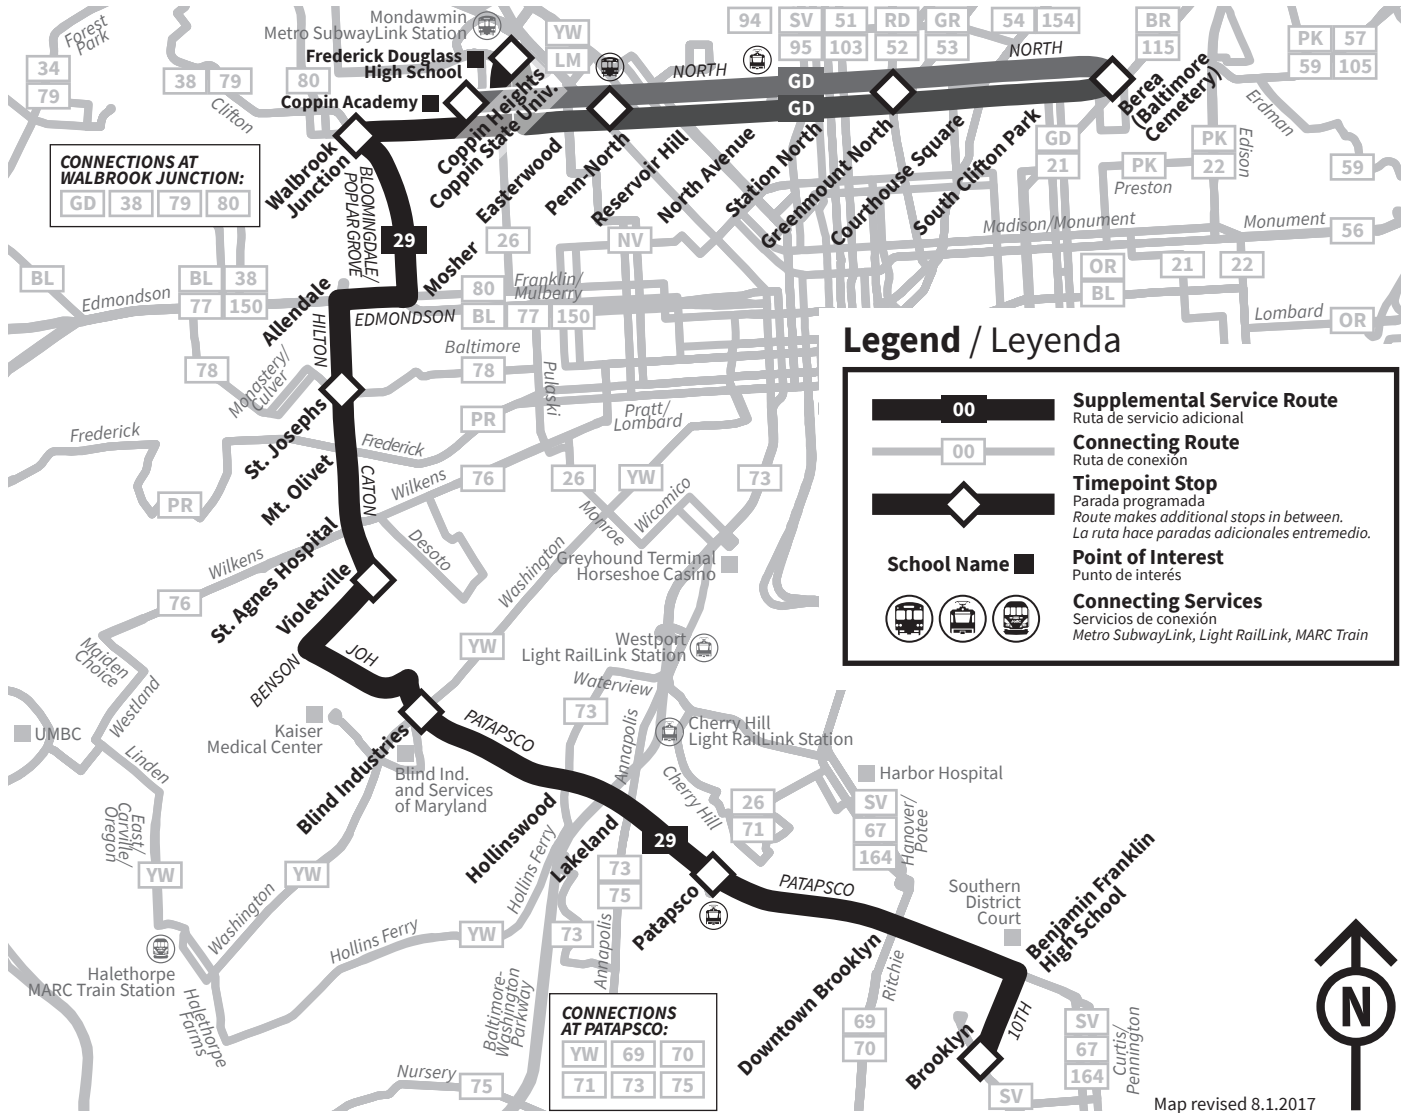 Forest
Park
34
79
38
79
Clifton
80
Mondawmin
Metro SubwayLink Station
Frederick Douglass
High School
Coppin Academy
YW
LM
94
SV
51
RD
GR
54
154
95
103
52
53
BR
115
PK
57
59
105
NORTH
NORTH
GD
GD
Berea
(Baltimore
Cemetery)
Erdman
59
CONNECTIONS AT
WALBROOK JUNCTION:
GD
38
79
80
Walbrook
Junction
Coppin Heights
Coppin State Univ.
Easterwood
Penn-North
Reservoir Hill
North Avenue
Station North
Greenmount North
Courthouse Square
South Clifton Park
GD
21
PK
PK
22
Edison
Preston
BLOOMINGDALE/
POPLAR GROVE
29
Mosher
26
NV
Madison/Monument
Monument
56
BL
Edmondson
BL
38
77
150
Allendale
80
Franklin/
Mulberry
EDMONDSON
BL
77
150
OR
BL
21
22
Lombard
OR
HILTON
Baltimore
78
78
Monastery/
Culver
Pulaski
PR
Pratt/
Lombard
Frederick
Frederick
St. Josephs
Mt. Olivet
CATON
Wilkens
76
26
YW
73
PR
Monroe
Wicomico
Desoto
St. Agnes Hospital
Wilkens
Washington
Greyhound Terminal
Horseshoe Casino
Violetville
76
Legend / Leyenda
00
Supplemental Service Route
Ruta de servicio adicional
00
Connecting Route
Ruta de conexión
Timepoint Stop
Parada programada
Route makes additional stops in between.
La ruta hace paradas adicionales entremedio.
School Name
Point of Interest
Punto de interés
Connecting Services
Servicios de conexión
Metro SubwayLink, Light RailLink, MARC Train
Maiden
Choice
Westland
BENSON
JOH
YW
Westport
Light RailLink Station
Waterview
UMBC
Kaiser
Medical Center
PATAPSCO
73
Annapolis
Cherry Hill
Light RailLink Station
Linden
Blind Industries
Blind Ind.
and Services
of Maryland
Cherry Hill
Harbor Hospital
East/
Carville/
Oregon
26
71
SV
67
164
Hanover/
Potee
Hollinswood
Lakeland
29
Hollins Ferry
YW
YW
73
75
Patapsco
PATAPSCO
Southern
District
Court
Benjamin Franklin
High School
Washington
Hollins Ferry
YW
73
Annapolis
Halethorpe
MARC Train Station
Halethorpe
Farms
Baltimore-
Washington
Parkway
Downtown Brooklyn
Ritchie
CONNECTIONS
AT PATAPSCO:
YW
69
70
71
73
75
69
70
Brooklyn
10TH
SV
67
164
Curtis/
Pennington
Nursery
75
SV
N
Map revised 8.1.2017